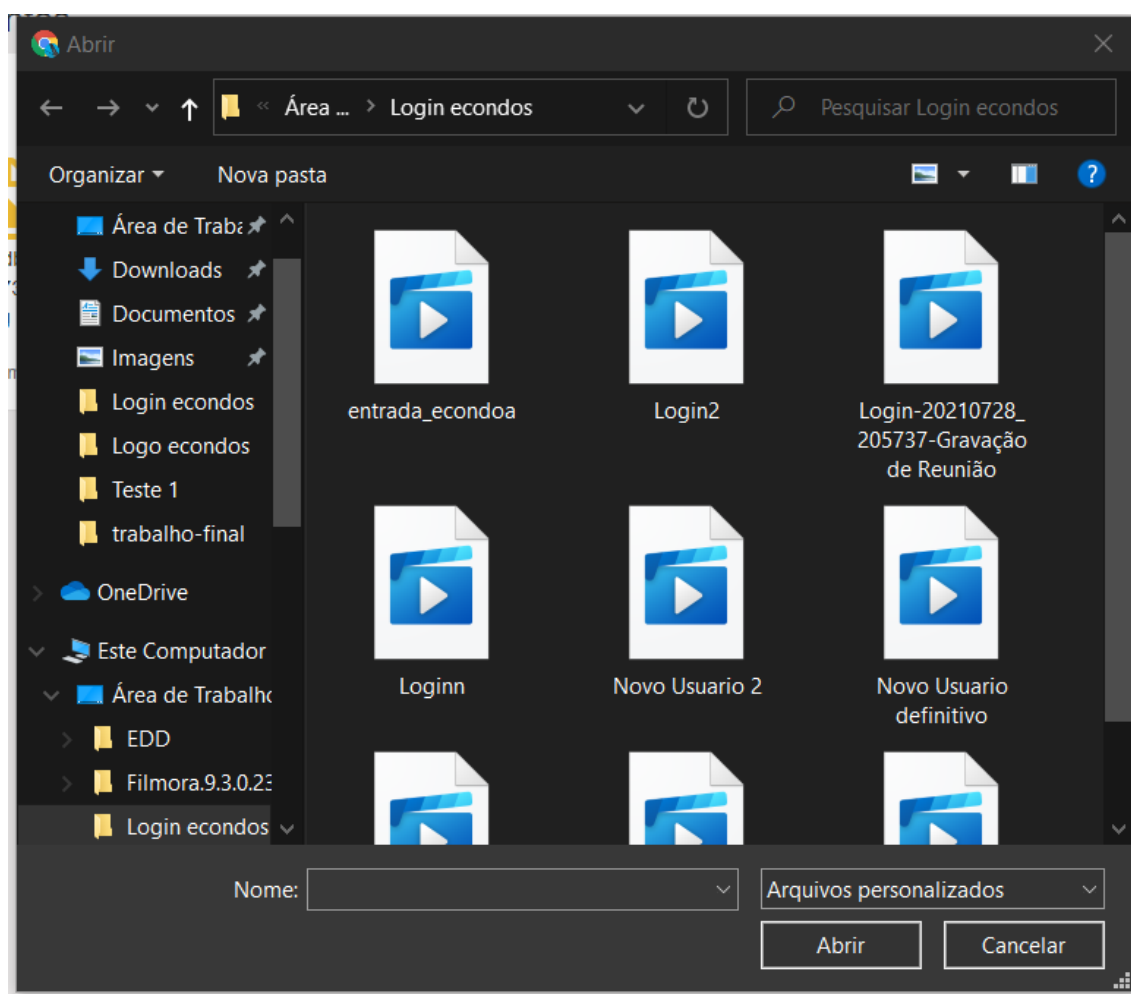 Abrir
Área ... > Login econdos
Pesquisar Login econdos
Organizar
Nova pasta
Área de Traba
Downloads
Documentos
Imagens
Login econdos
Logo econdos
Teste 1
trabalho-final
OneDrive
Este Computador
Área de Trabalho
EDD
Filmora.9.3.0.23
Login econdos
entrada_econdoa
Login2
Login-20210728_
205737-Gravação
de Reunião
Loginn
Novo Usuario 2
Novo Usuario
definitivo
Nome:
Arquivos personalizados
Abrir
Cancelar